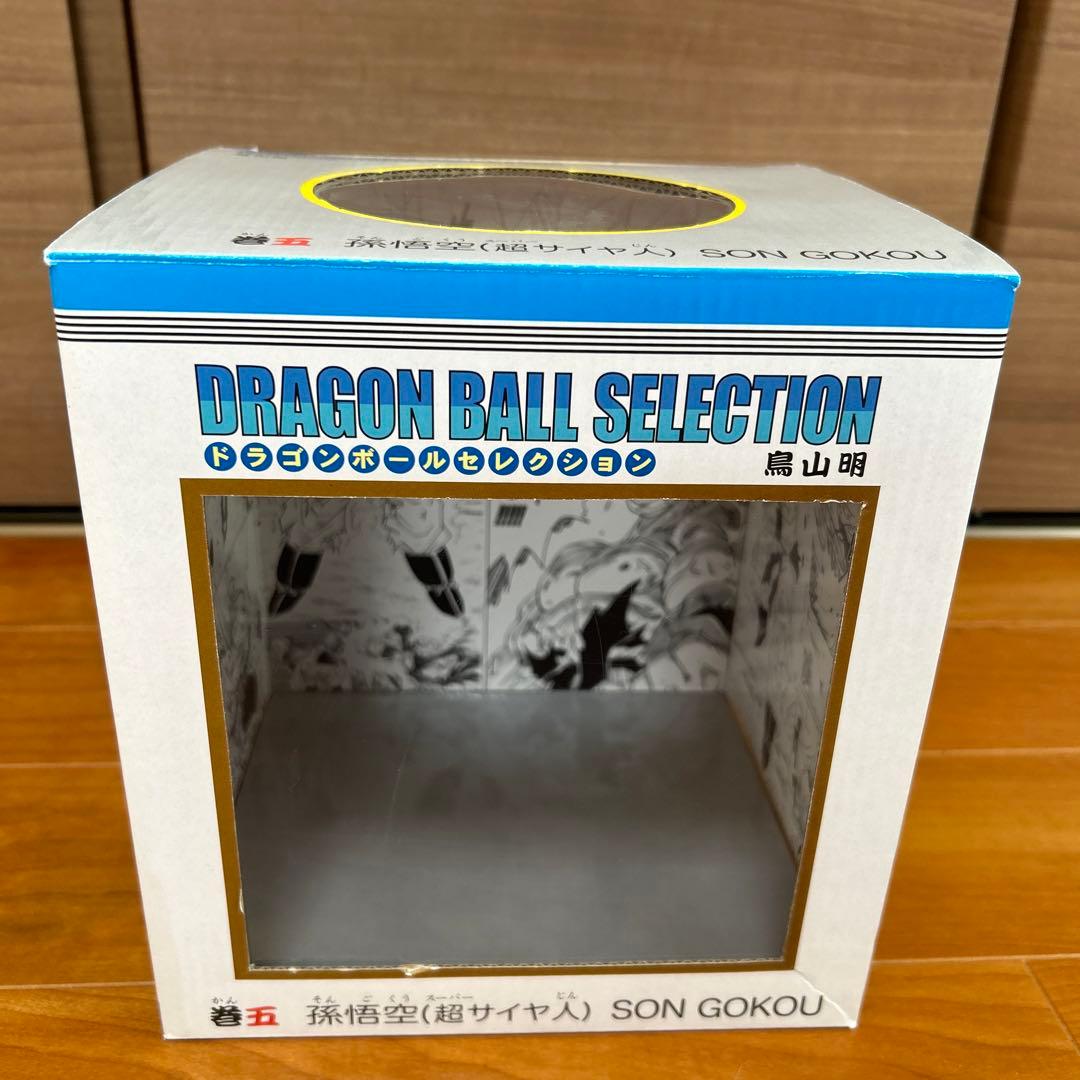 巻五 孫悟空(超サイヤ人) SON GOKOU
DRAGON BALL SELECTION
ドラゴンボールセレクション 鳥山明
かん そんごくう スーパー じん
巻五 孫悟空(超サイヤ人) SON GOKOU